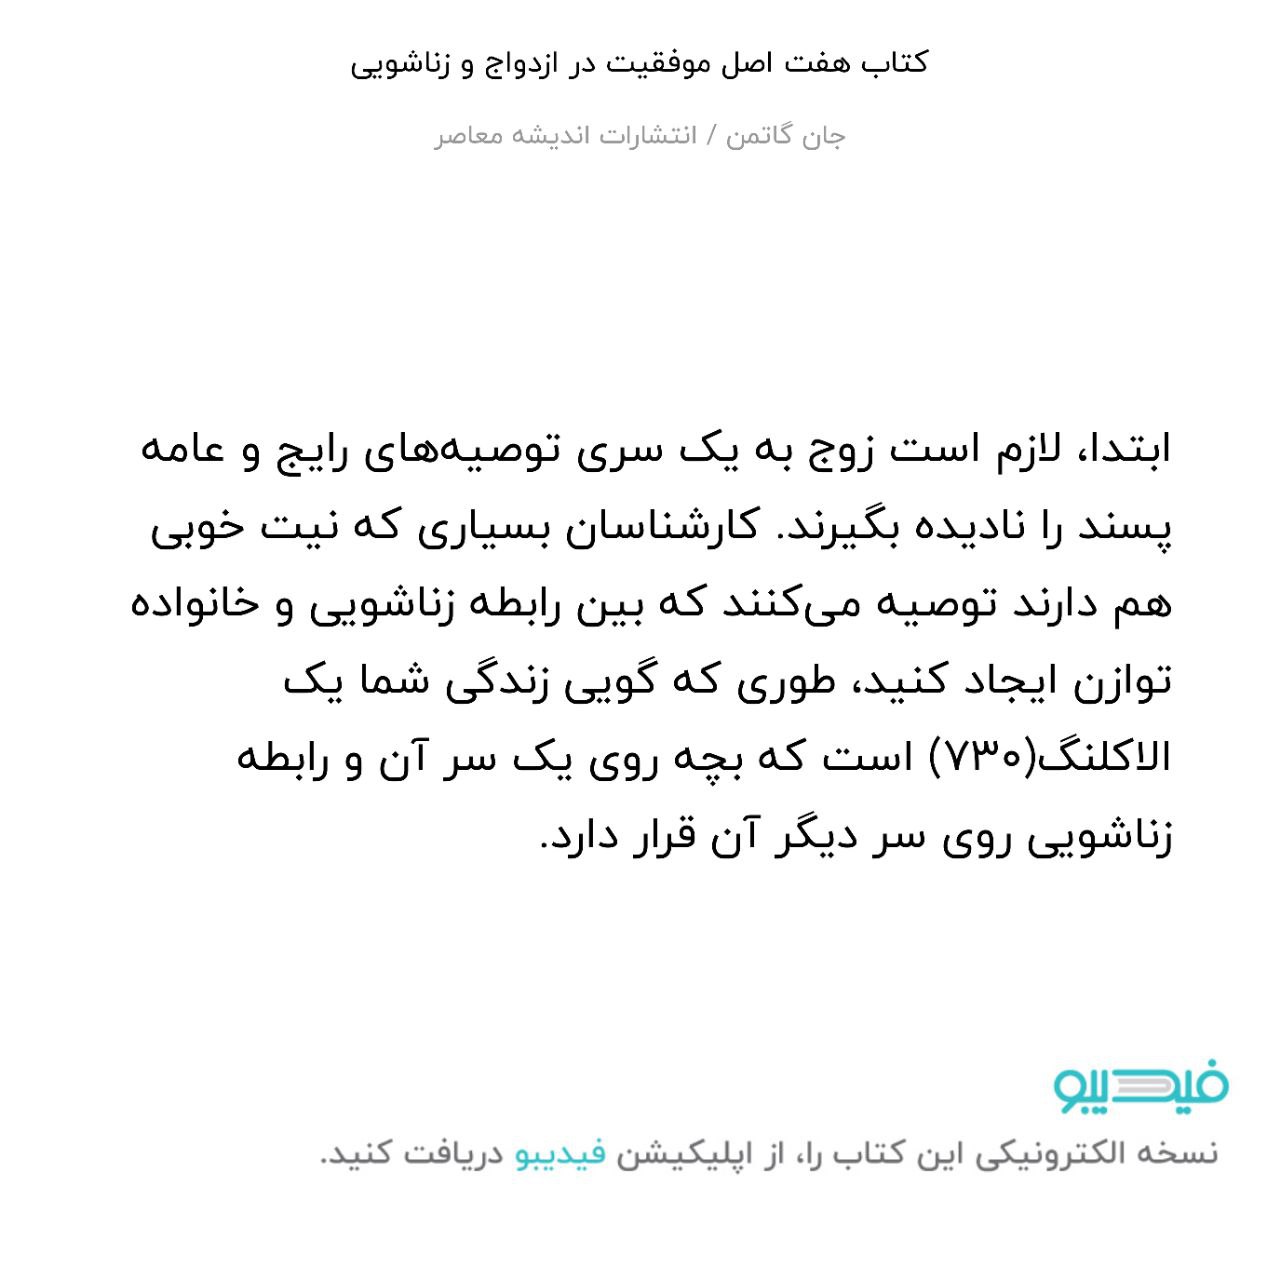 کتاب هفت اصل موفقیت در ازدواج و زناشویی
جان گاتمن / انتشارات اندیشه معاصر
ابتدا، لازم است زوج به یک سری توصیه‌های رایج و عامه
پسند را نادیده بگیرند. کارشناسان بسیاری که نیت خوبی
هم دارند توصیه می‌کنند که بین رابطه زناشویی و خانواده
توازن ایجاد کنید، طوری که گویی زندگی شما یک
الاکلنگ(۷۳۰) است که بچه روی یک سر آن و رابطه
زناشویی روی سر دیگر آن قرار دارد.
فیدیبو
نسخه الکترونیکی این کتاب را، از اپلیکیشن فیدیبو دریافت کنید.